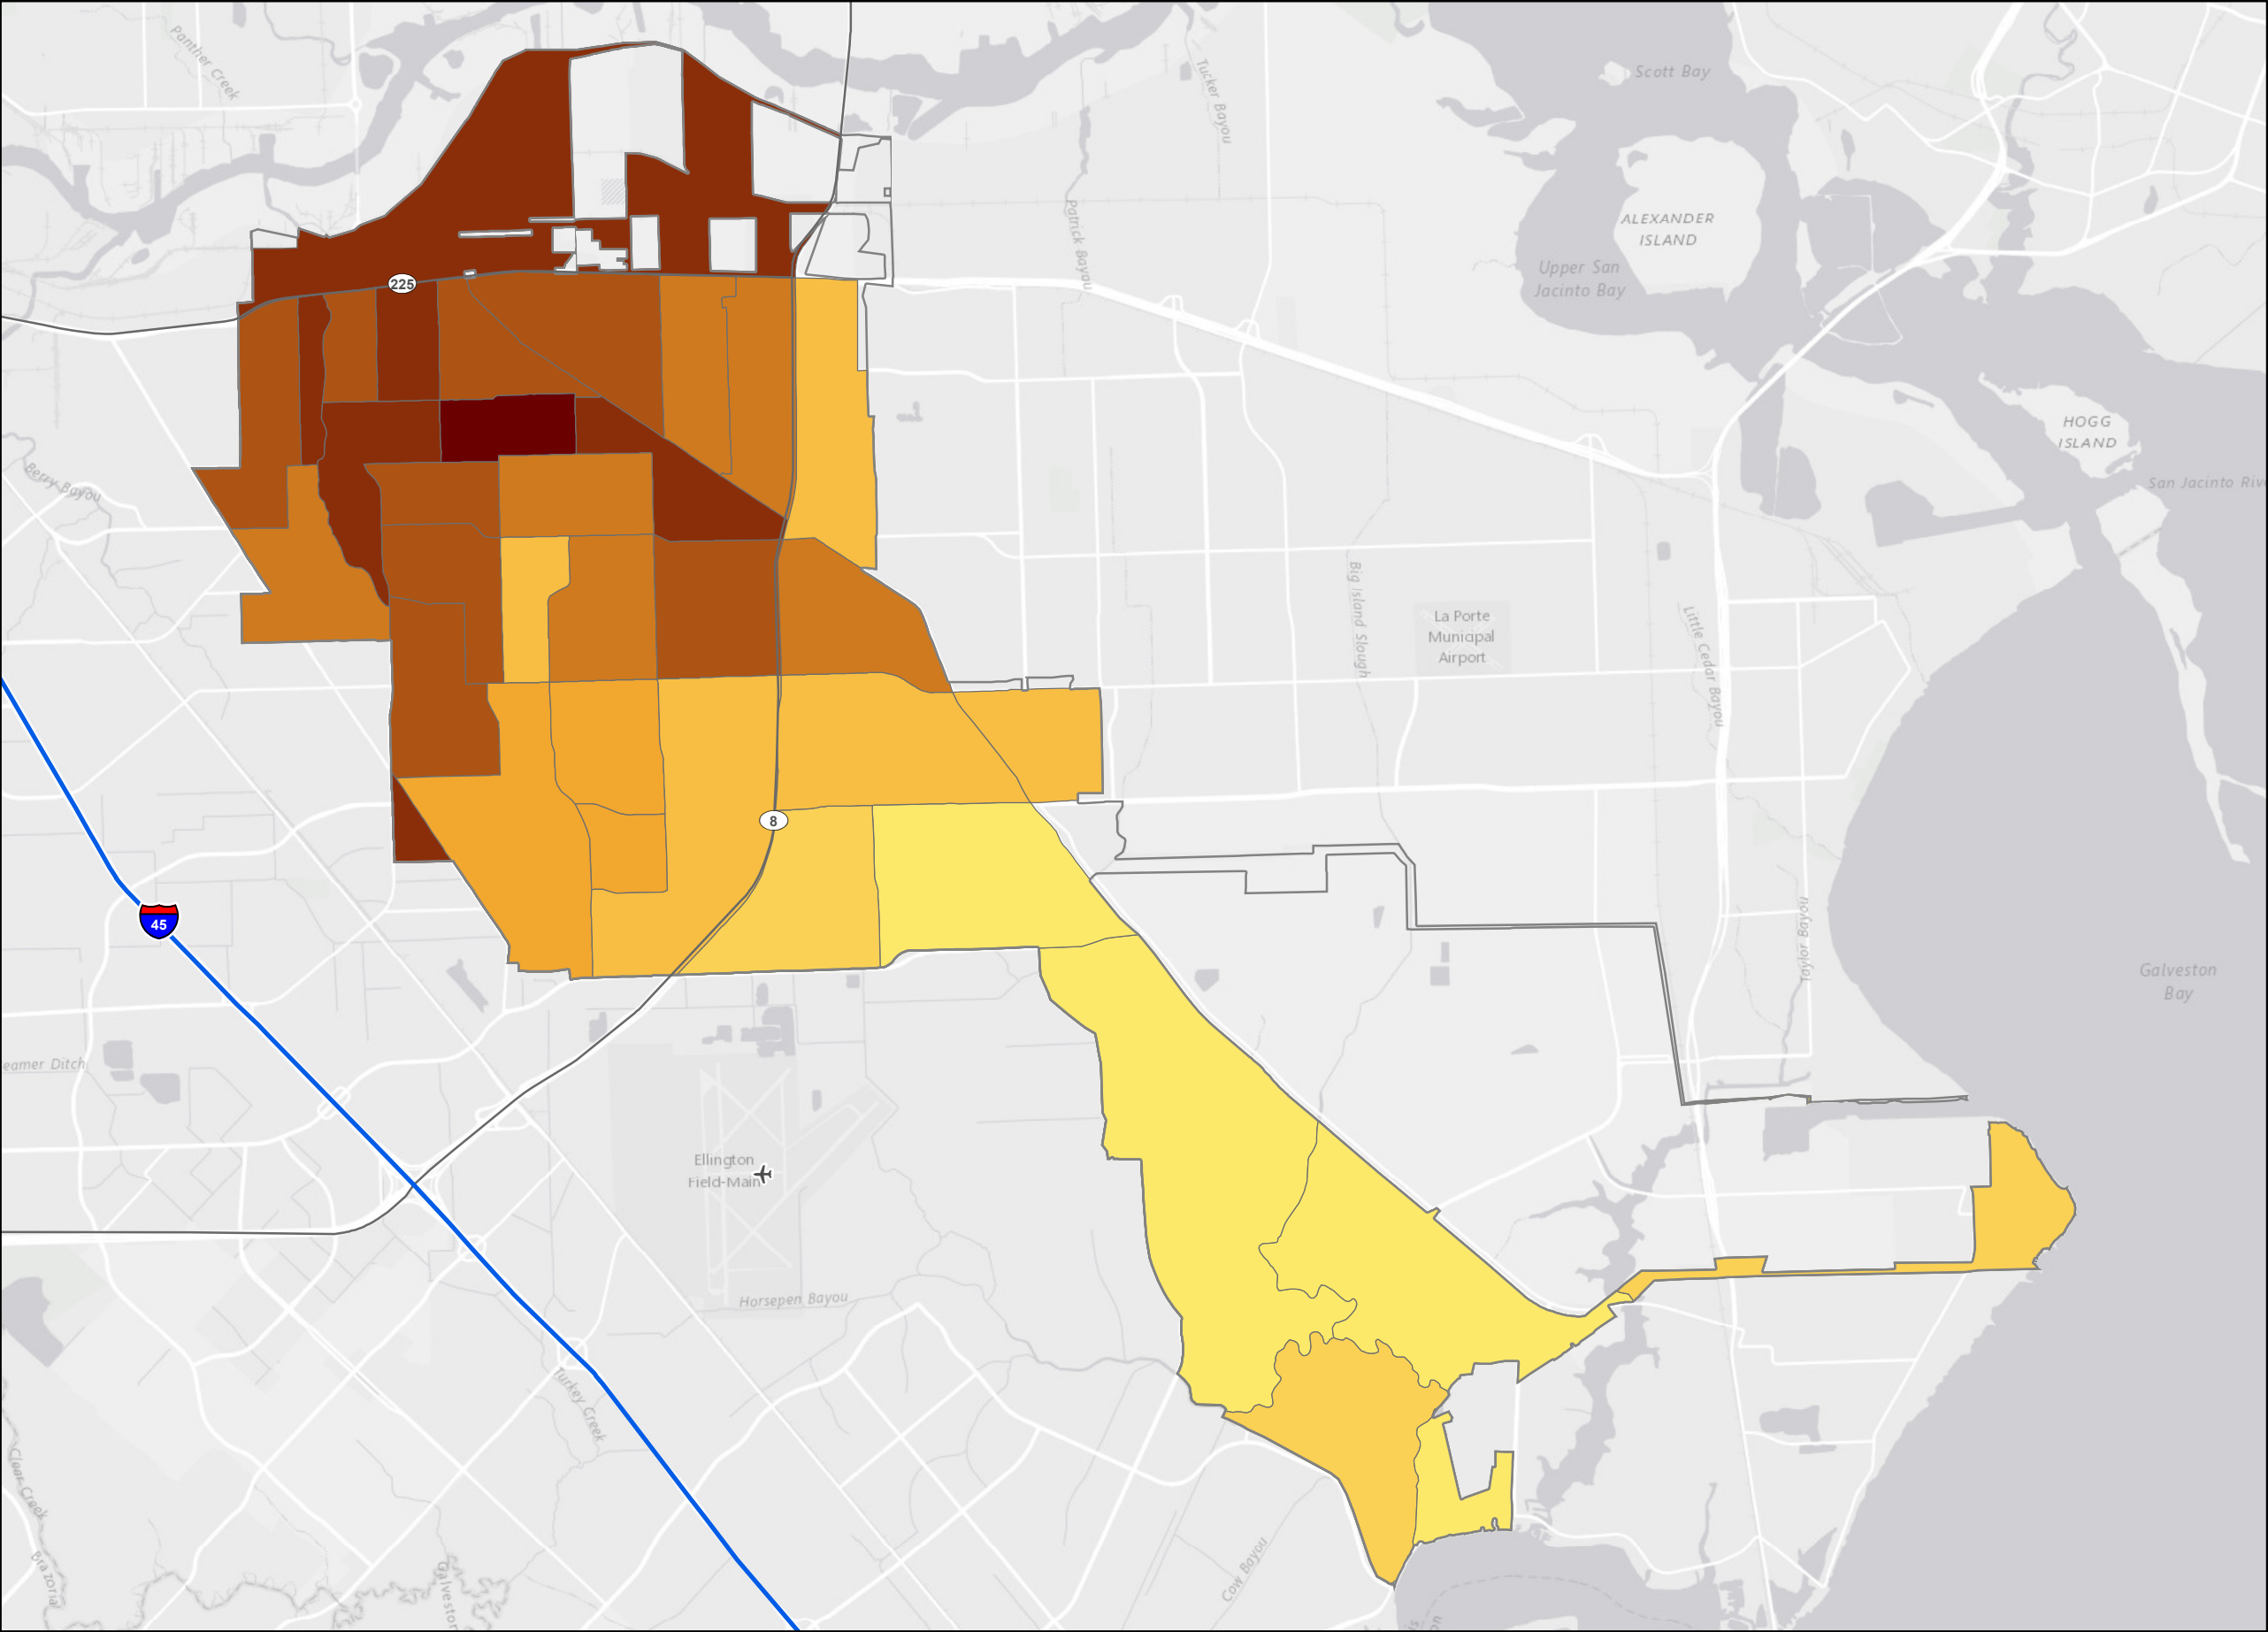 Panther Creek
Tucker Bayou
Scott Bay
ALEXANDER
ISLAND
Patrick Bayou
Upper San
Jacinto Bay
225
HOGG
ISLAND
Berry Bayou
San Jacinto Riv
Big Island Slough
La Porte
Municipal
Airport
Little Cedar Bayou
8
45
Taylor Bayou
Galveston
Bay
eamer Ditch
Ellington
Field-Main
Horsepen Bayou
Turkey Creek
Clear Creek
Brazoria
Galveston
Cow Bayou